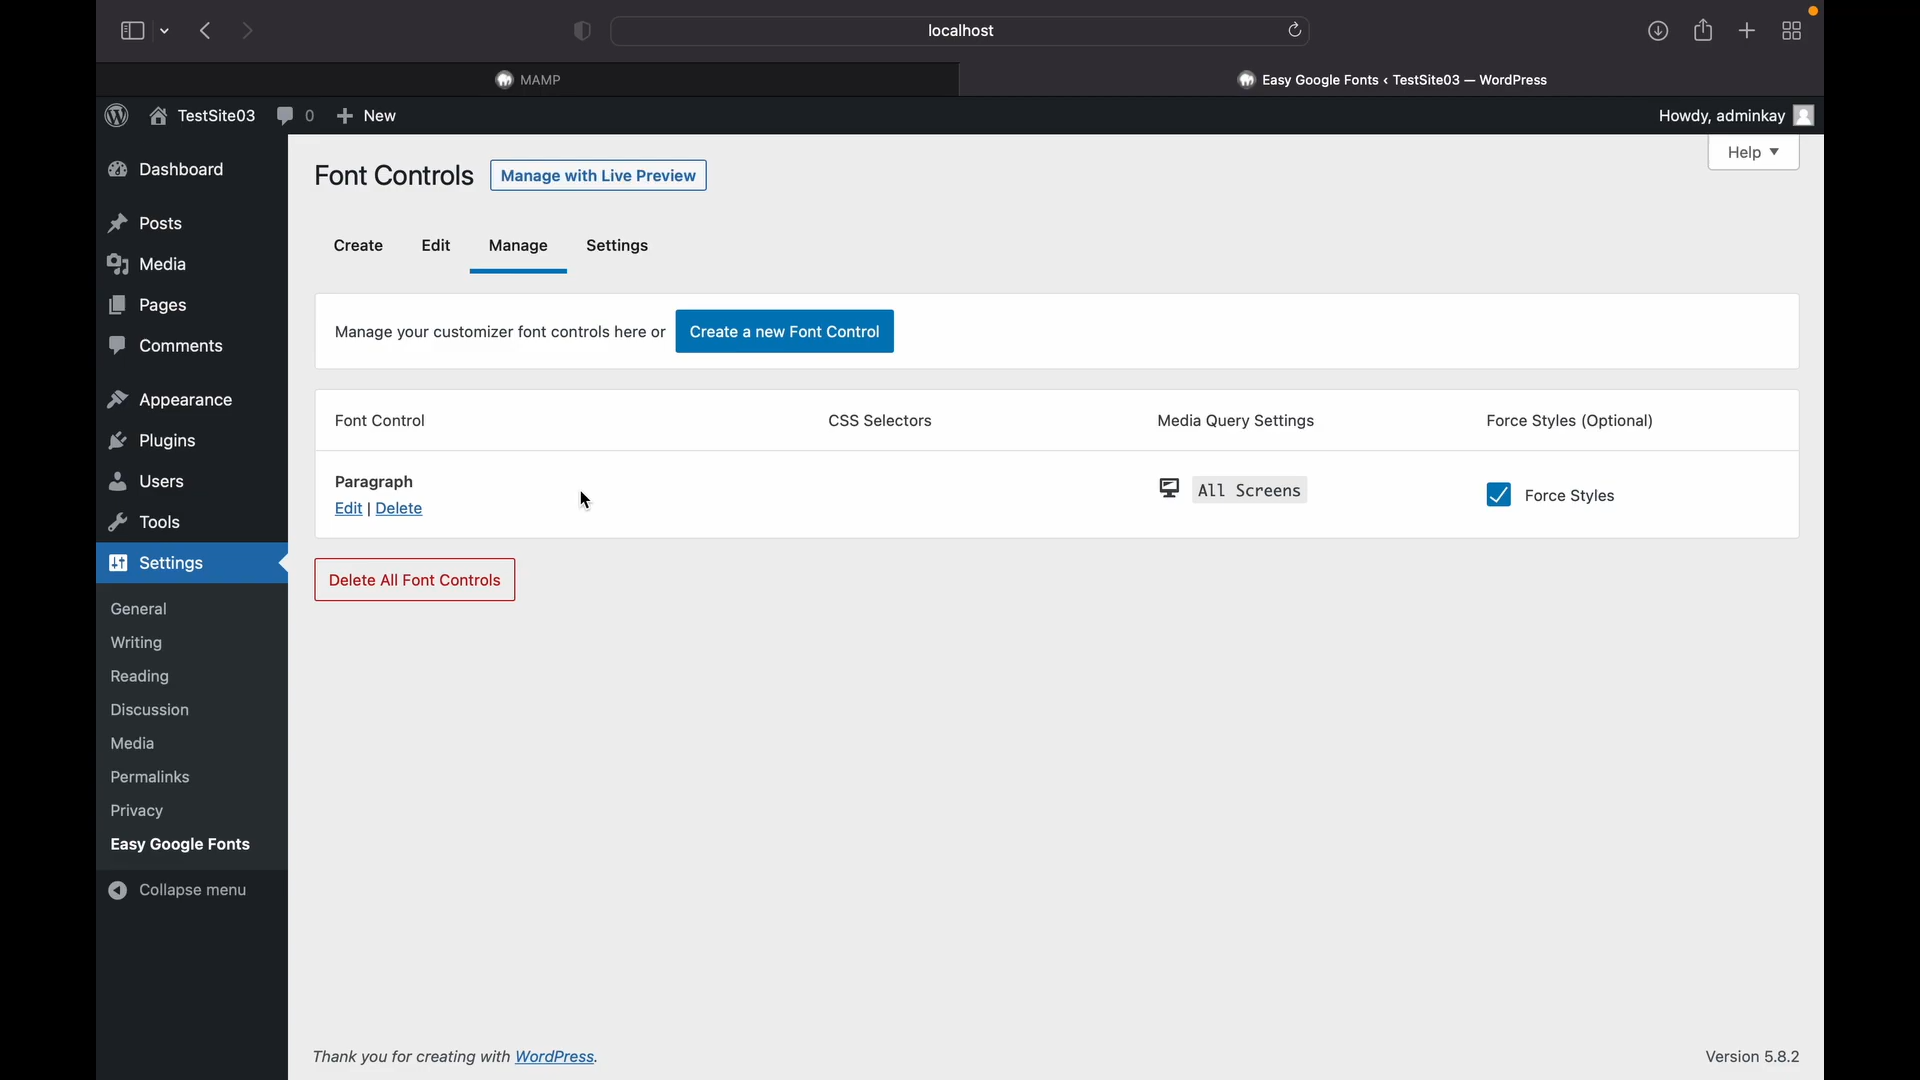 localhost
MAMP
Easy Google Fonts < TestSite03 — WordPress
TestSite03 0 New
Howdy, adminkay
Help
Dashboard
Posts
Media
Pages
Comments
Appearance
Plugins
Users
Tools
Settings
General
Writing
Reading
Discussion
Media
Permalinks
Privacy
Easy Google Fonts
Collapse menu
Font Controls Manage with Live Preview
Create Edit Manage Settings
Manage your customizer font controls here or Create a new Font Control
Font Control CSS Selectors Media Query Settings Force Styles (Optional)
Paragraph
Edit | Delete
All Screens
Force Styles
Delete All Font Controls
Thank you for creating with WordPress.
Version 5.8.2